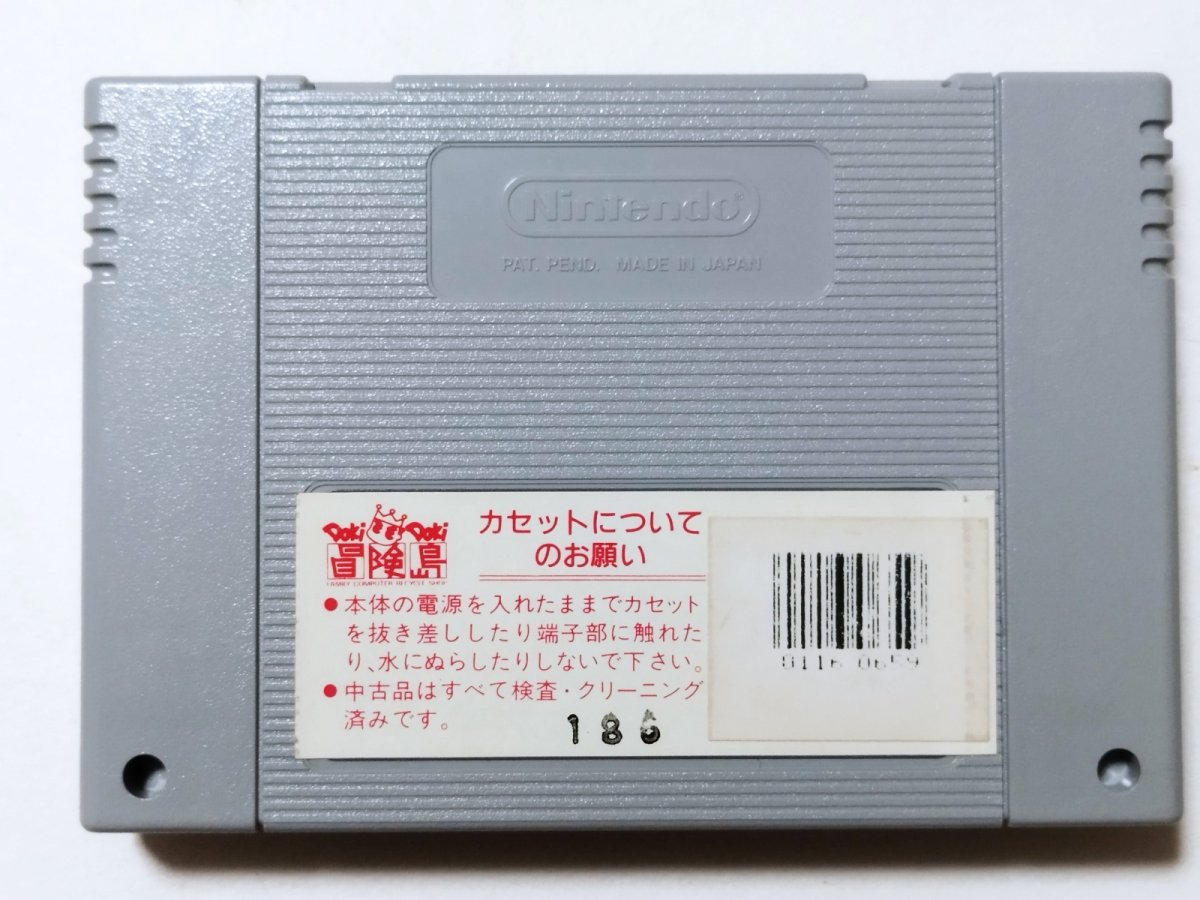 Nintendo®
PAT. PEND. MADE IN JAPAN
Doki Doki
冒険島
FAMILY COMPUTER RECYCLE SHOP
カセットについて
のお願い
●本体の電源を入れたままでカセット
を抜き差ししたり端子部に触れた
り、水にぬらしたりしないで下さい。
●中古品はすべて検査・クリーニング
済みです。
186
0116 0659